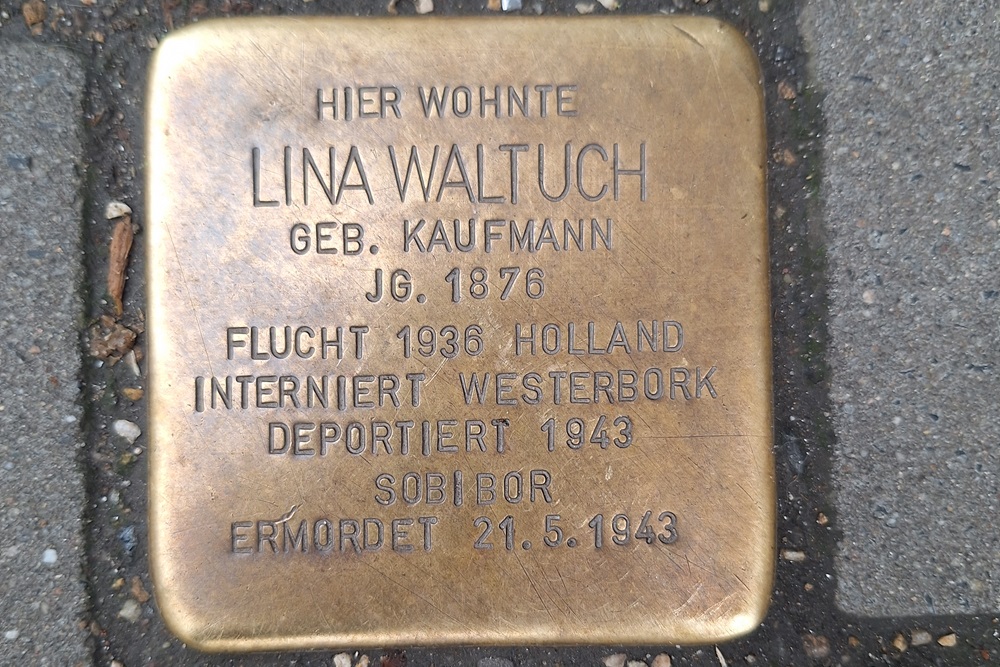 HIER WOHNTE
LINA WALTUCH
GEB. KAUFMANN
JG. 1876
FLUCHT 1936 HOLLAND
INTERNIERT WESTERBORK
DEPORTIERT 1943
SOBIBOR
ERMORDET 21.5.1943